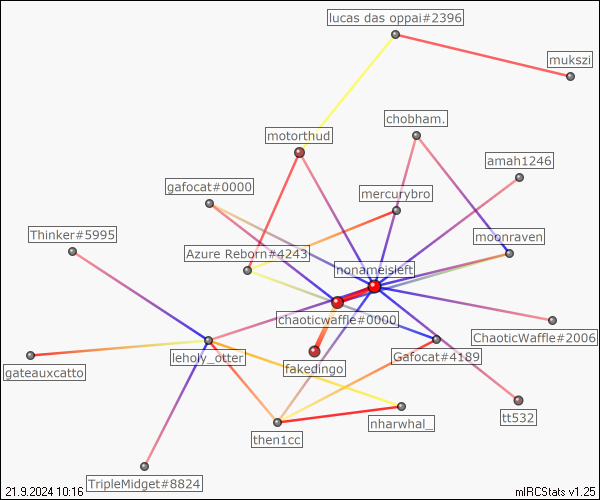 lucas das oppai#2396
mukszi
chobham.
motorthud
amah1246
gafocat#0000
mercurybro
Thinker#5995
moonraven
Azure Reborn#4243
nonameisleft
chaoticwaffle#0000
ChaoticWaffle#2006
leholy_otter
Gafocat#4189
fakedingo
gateauxcatto
tt532
nharwhal_
then1cc
TripleMidget#8824
21.9.2024 10:16
mIRCStats v1.25